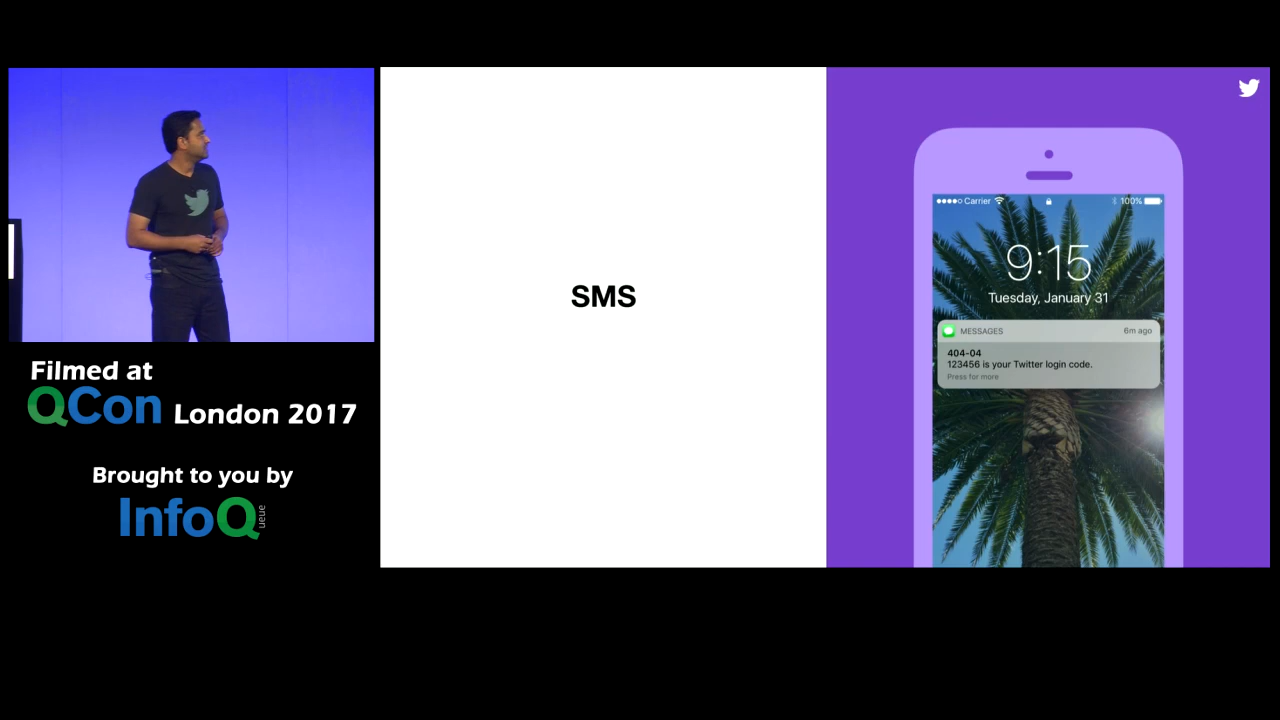 Filmed at
QCon London 2017
Brought to you by
InfoQ
ueue
SMS
Carrier 100%
9:15
Tuesday, January 31
MESSAGES 6m ago
404-04
123456 is your Twitter login code.
Press for more